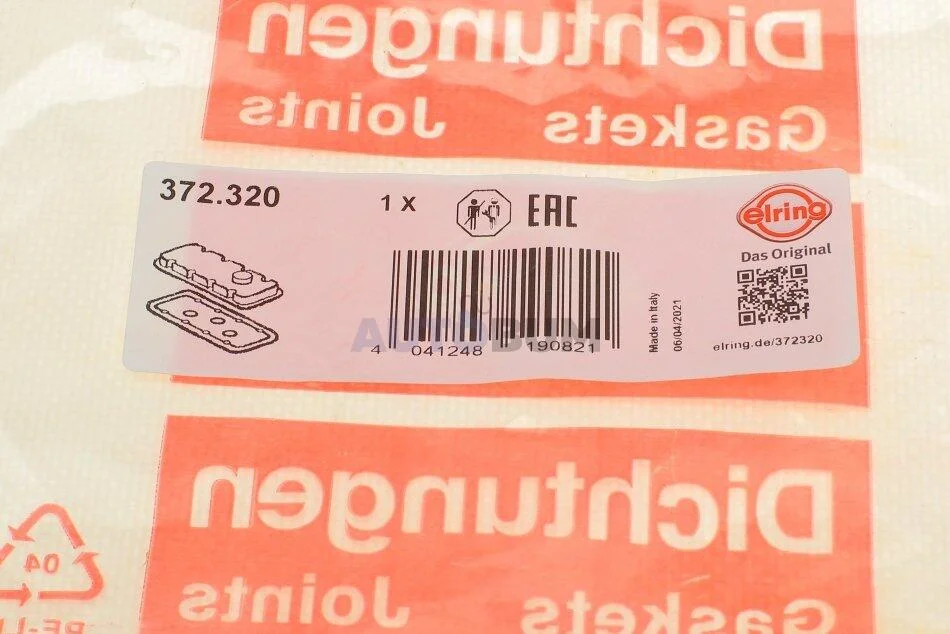 Dichtungen
Gaskets Joints
372.320
1 X
EAC
elring
Das Original
AUTOBUM
4 041248 190821
Made in Italy
06/04/2021
elring.de/372320
Dichtungen
Gaskets Joints
04